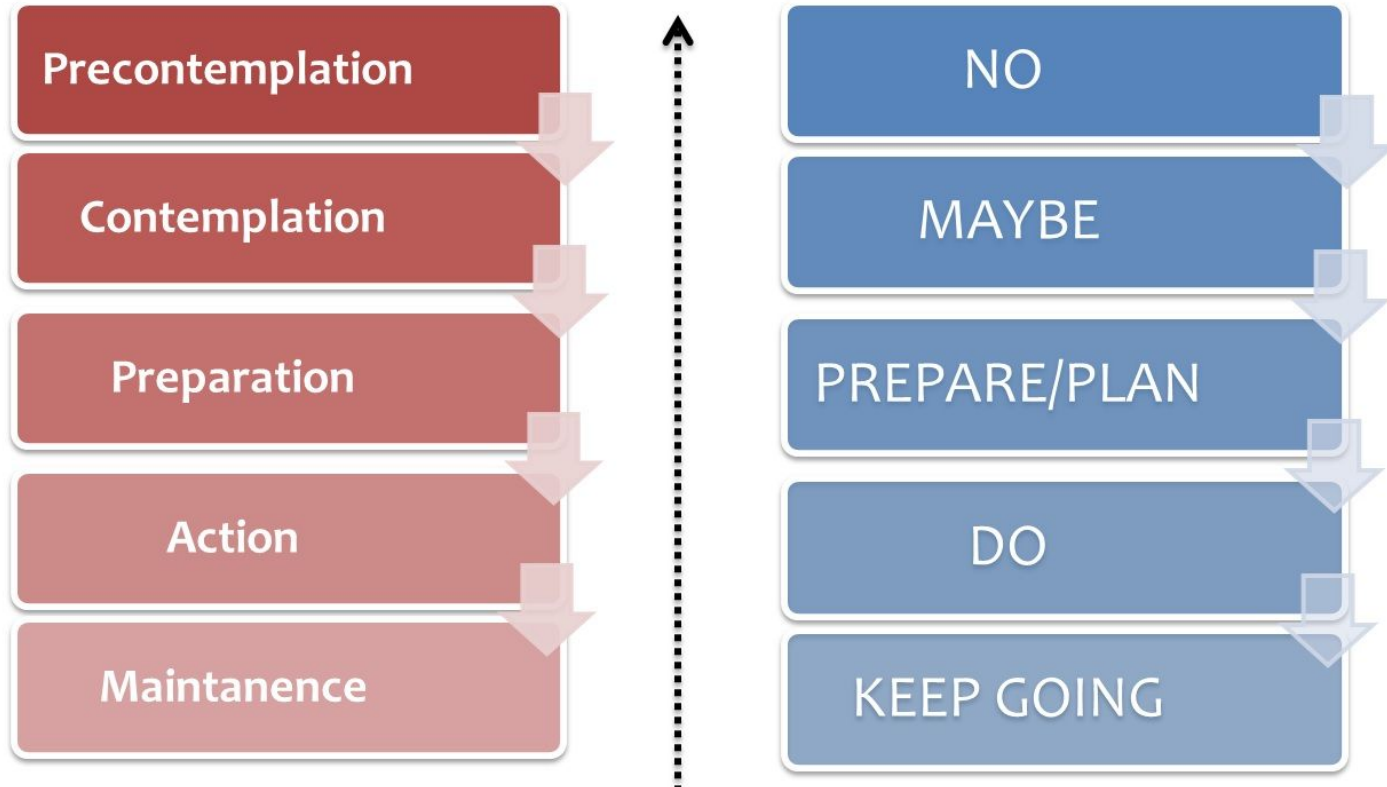 Precontemplation
Contemplation
Preparation
Action
Maintanence
NO
MAYBE
PREPARE/PLAN
DO
KEEP GOING